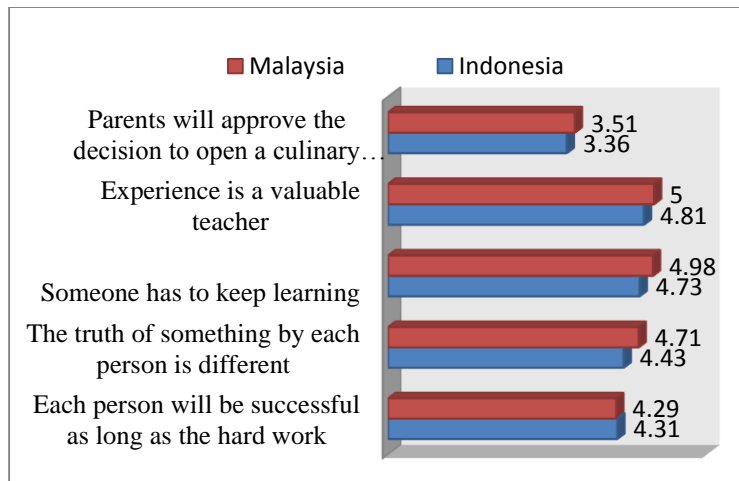 Malaysia Indonesia
Parents will approve the
decision to open a culinary…
3.51
3.36
Experience is a valuable
teacher
5
4.81
Someone has to keep learning
4.98
4.73
The truth of something by each
person is different
4.71
4.43
Each person will be successful
as long as the hard work
4.29
4.31